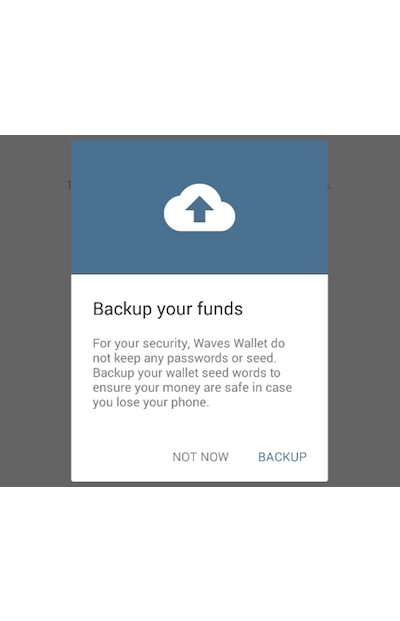 Backup your funds
For your security, Waves Wallet do
not keep any passwords or seed.
Backup your wallet seed words to
ensure your money are safe in case
you lose your phone.
NOT NOW BACKUP